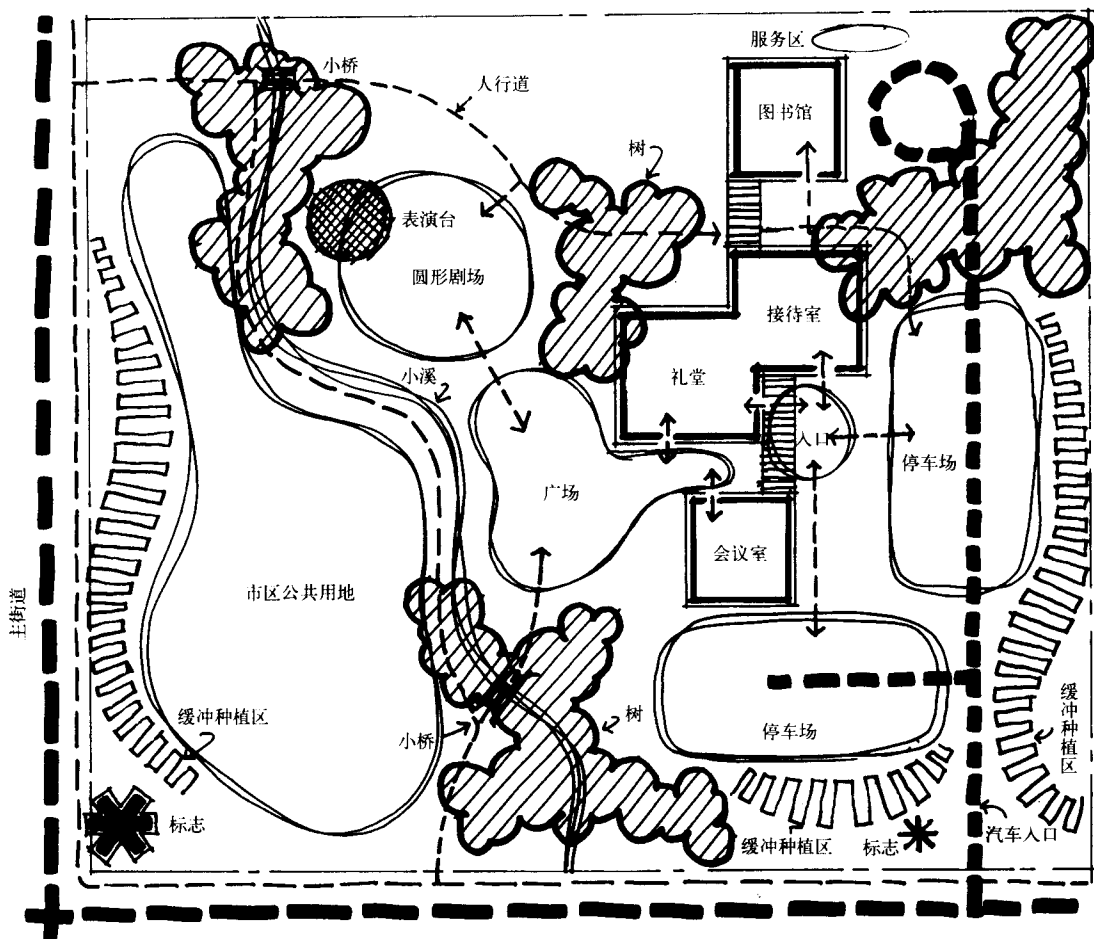 服务区
小桥
人行道
图书馆
树
表演台
圆形剧场
接待室
小溪
礼堂
入口
停车场
广场
会议室
市区公共用地
主街道
缓冲种植区
小桥
树
停车场
缓冲种植区
标志
缓冲种植区
标志
汽车入口